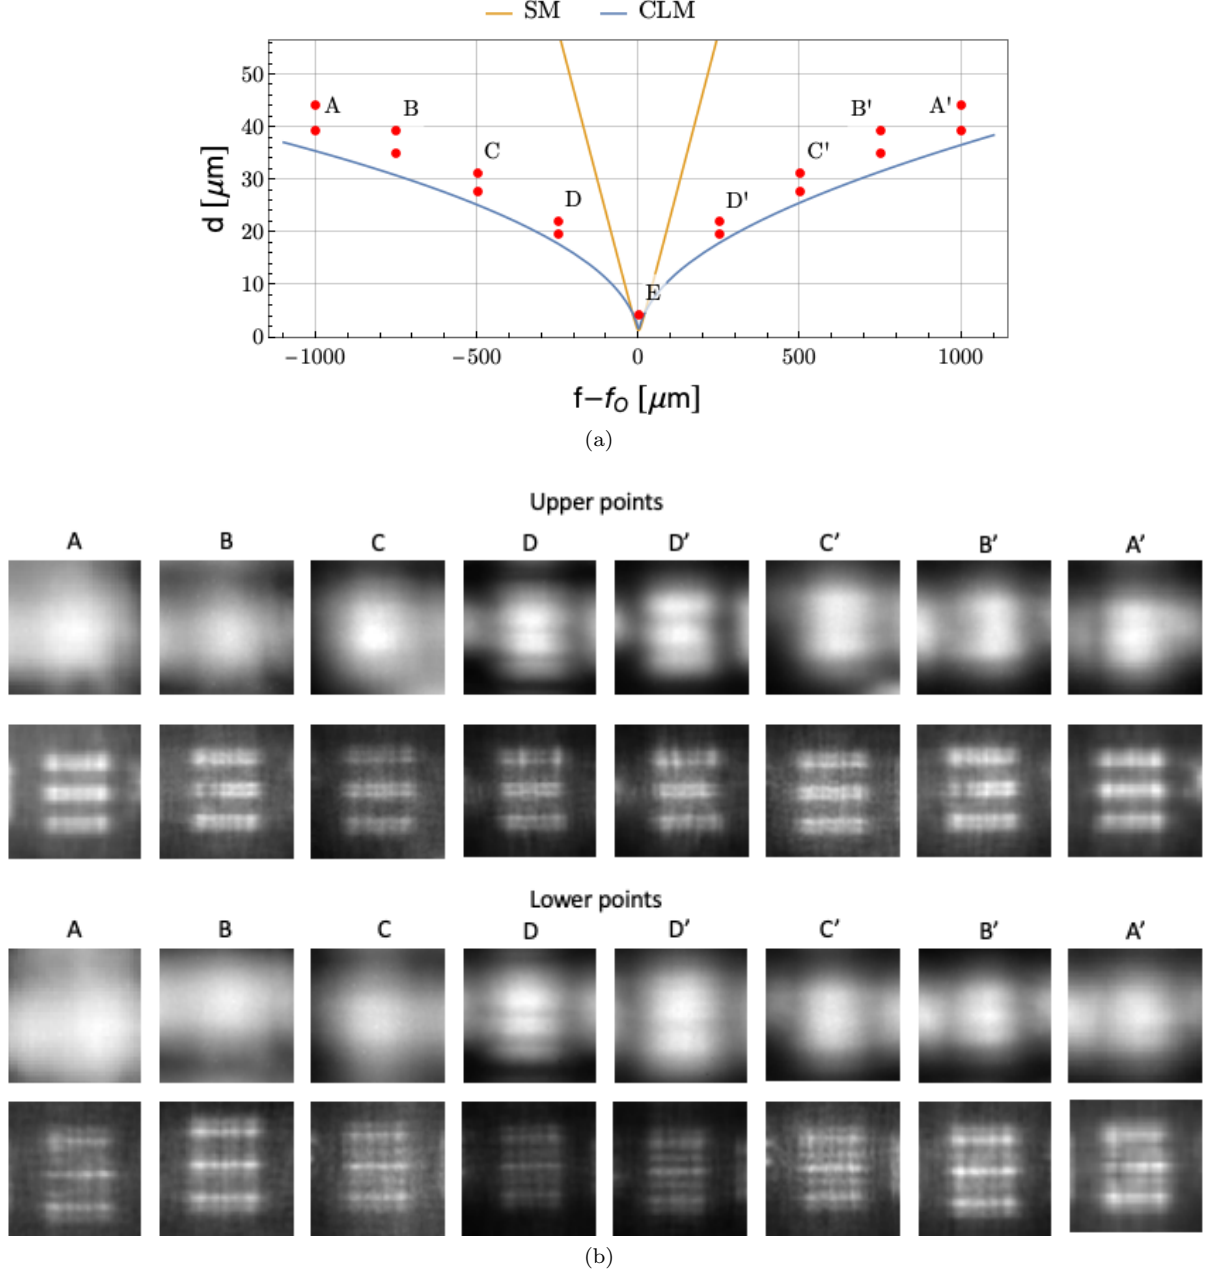 SM CLM
50
40
30
20
10
0
d [μm]
A B C D E D' C' B' A'
−1000 −500 0 500 1000
f−fO [μm]
(a)
Upper points
A B C D D’ C’ B’ A’
Lower points
A B C D D’ C’ B’ A’
(b)